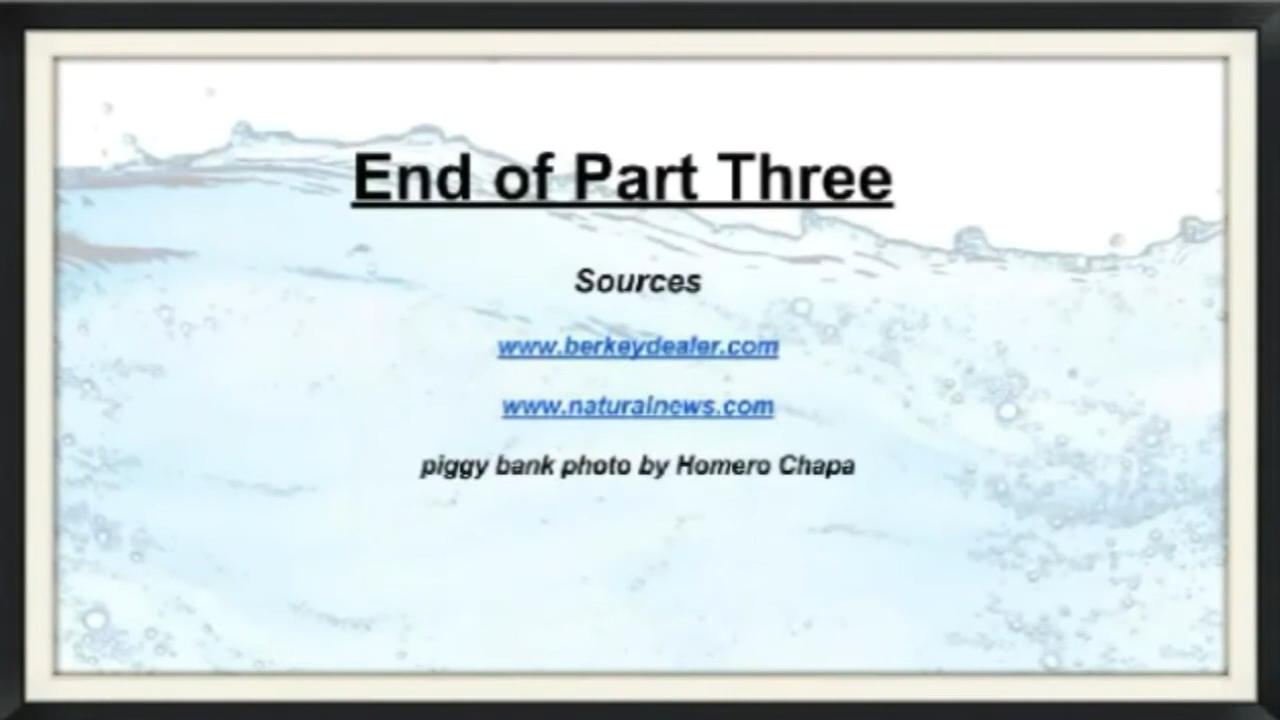 End of Part Three
Sources
www.berkeydealer.com
www.naturalnews.com
piggy bank photo by Homero Chapa